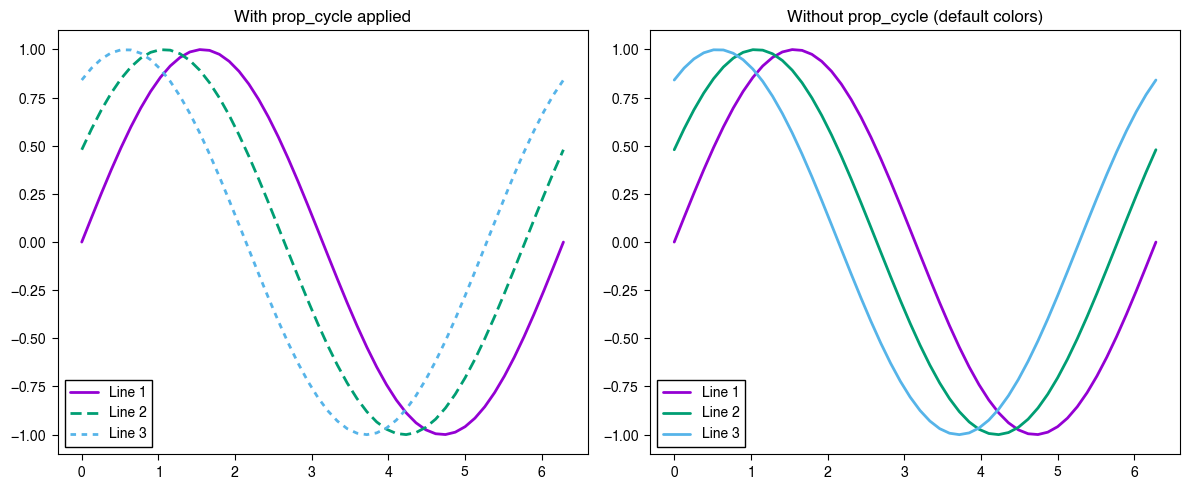 With prop_cycle applied
1.00
0.75
0.50
0.25
0.00
−0.25
−0.50
−0.75
−1.00
Line 1
Line 2
Line 3
0 1 2 3 4 5 6
Without prop_cycle (default colors)
1.00
0.75
0.50
0.25
0.00
−0.25
−0.50
−0.75
−1.00
Line 1
Line 2
Line 3
0 1 2 3 4 5 6